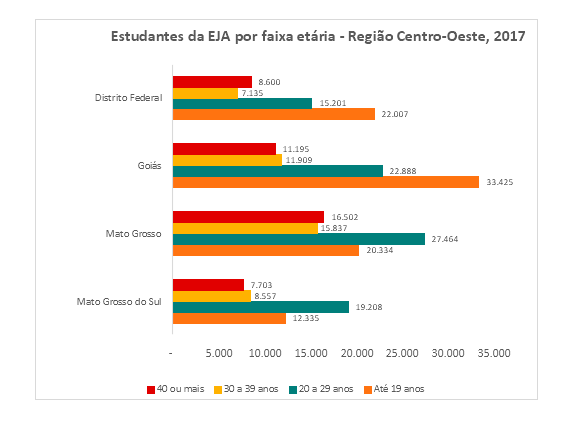 Estudantes da EJA por faixa etária - Região Centro-Oeste, 2017
8.600
Distrito Federal
7.135
15.201
22.007
11.195
Goiás
11.909
22.888
33.425
16.502
Mato Grosso
15.837
27.464
20.334
7.703
Mato Grosso do Sul
8.557
19.208
12.335
- 5.000 10.000 15.000 20.000 25.000 30.000 35.000
40 ou mais 30 a 39 anos 20 a 29 anos Até 19 anos